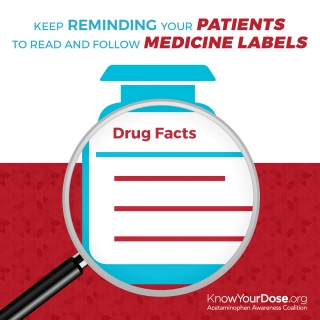 KEEP REMINDING YOUR PATIENTS
TO READ AND FOLLOW MEDICINE LABELS
Drug Facts
KnowYourDose.org
Acetaminophen Awareness Coalition